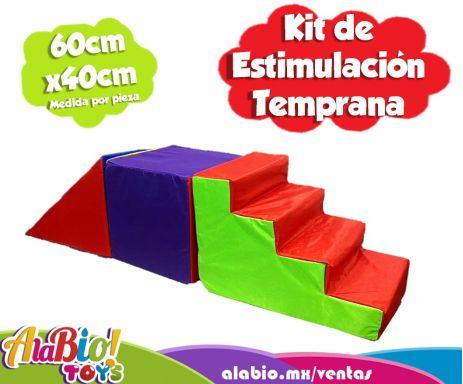 60cm
x40cm
Medida por pieza
Kit de
Estimulación
Temprana
AlaBio!
TOYS
alabio.mx/ventas